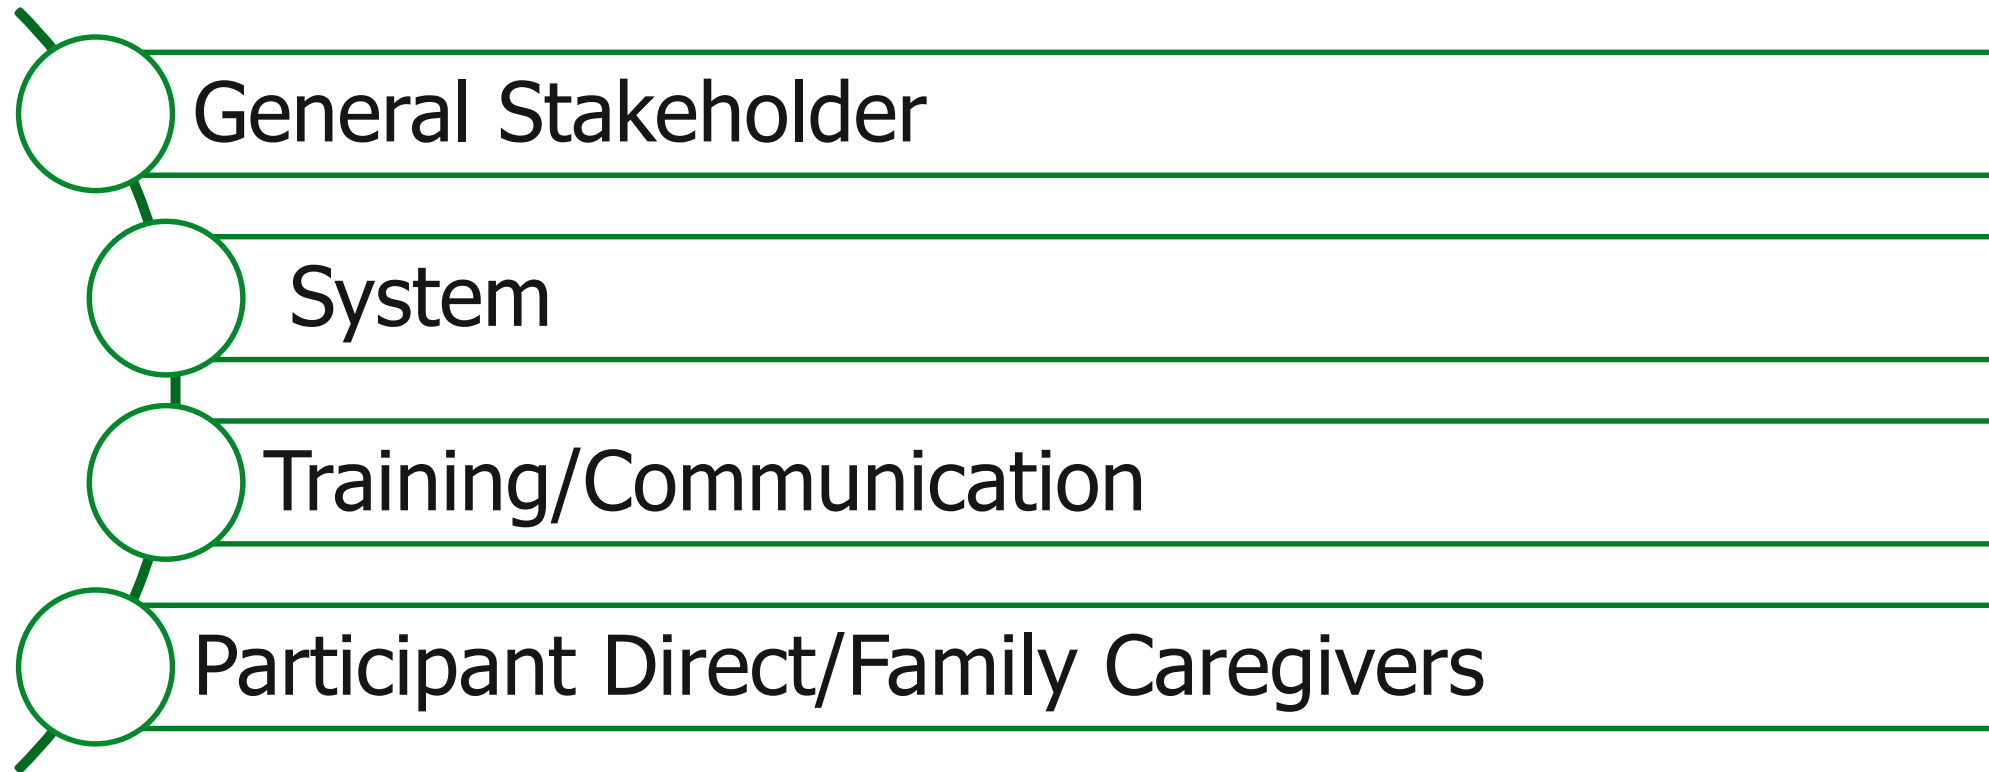 General Stakeholder
System
Training/Communication
Participant Direct/Family Caregivers